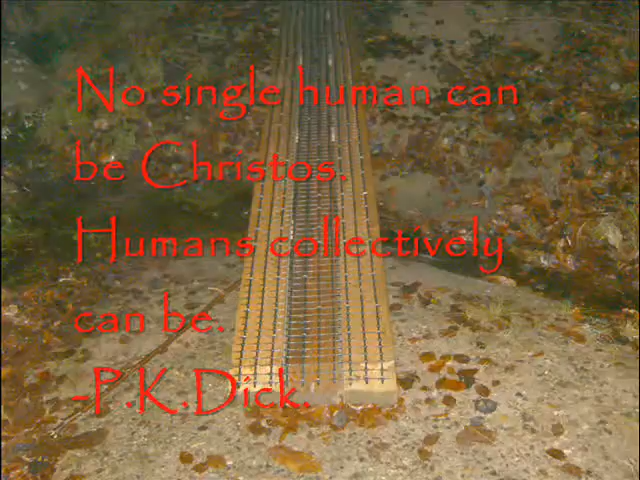 No single human can
be Christos.
Humans collectively
can be.
-P.K.Dick.